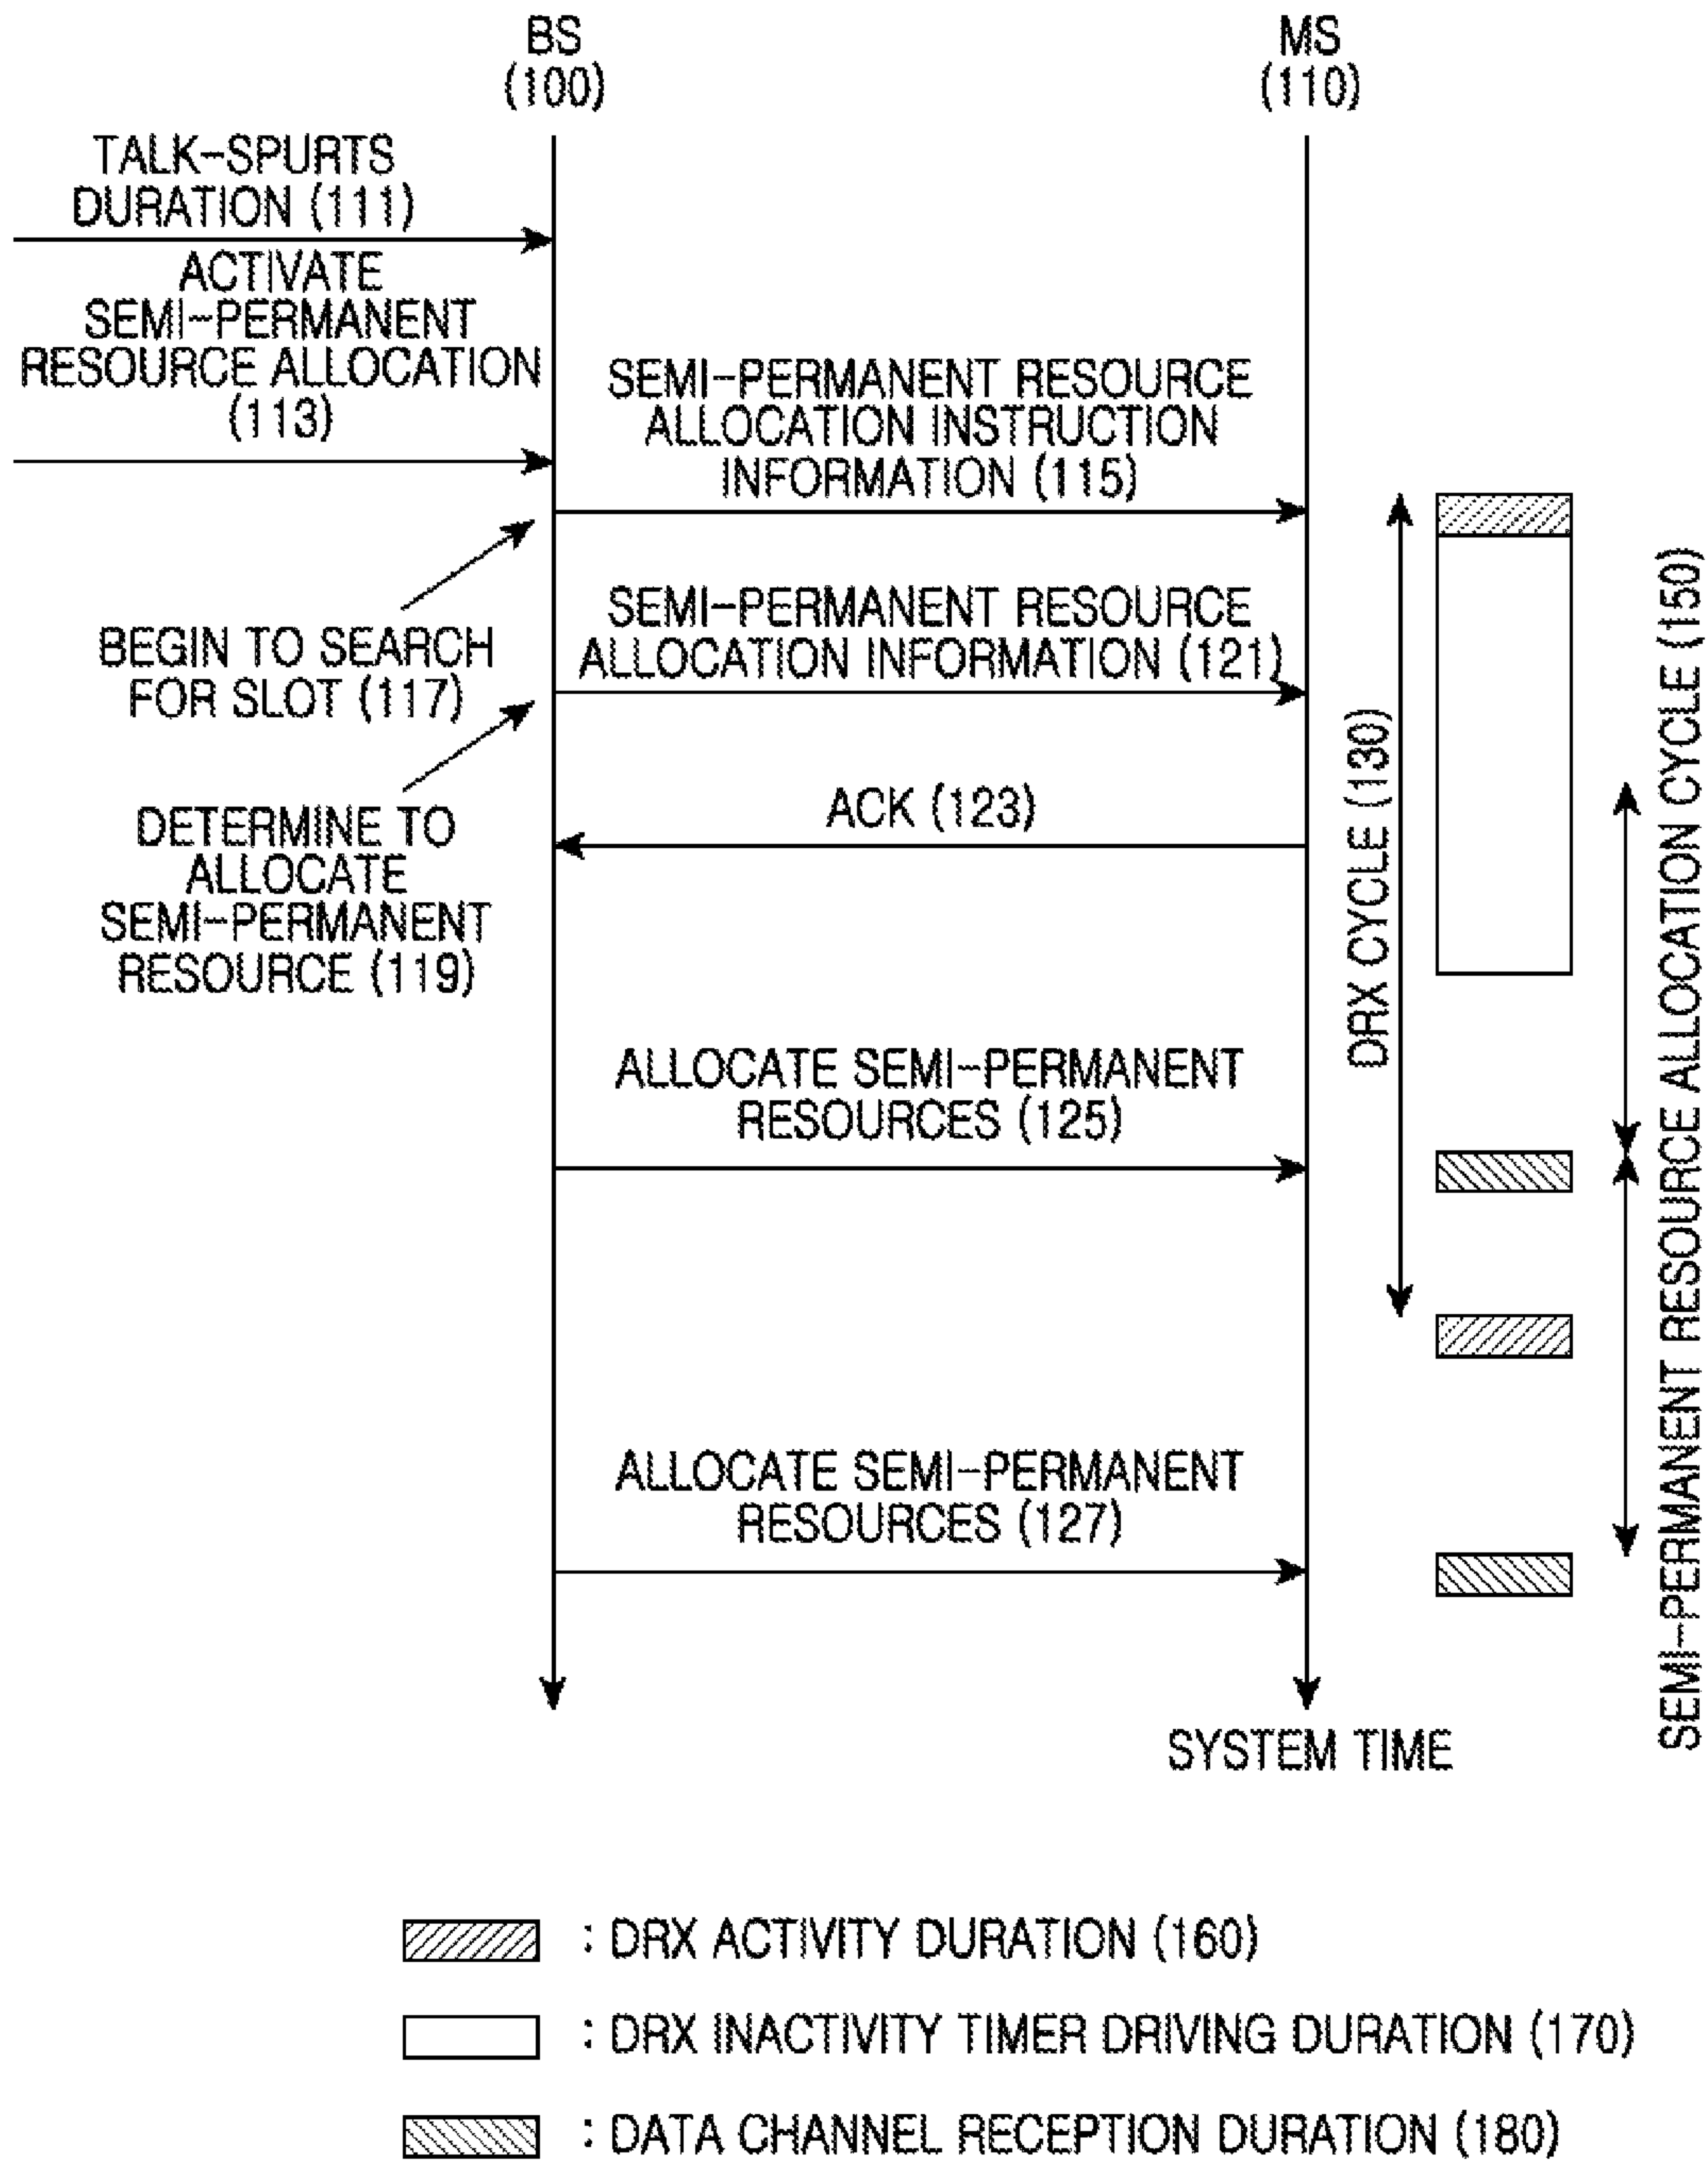 BS
(100)
MS
(110)
TALK-SPURTS
DURATION (111)
ACTIVATE
SEMI-PERMANENT
RESOURCE ALLOCATION
(113)
SEMI-PERMANENT RESOURCE
ALLOCATION INSTRUCTION
INFORMATION (115)
BEGIN TO SEARCH
FOR SLOT (117)
SEMI-PERMANENT RESOURCE
ALLOCATION INFORMATION (121)
DETERMINE TO
ALLOCATE
SEMI-PERMANENT
RESOURCE (119)
ACK (123)
ALLOCATE SEMI-PERMANENT
RESOURCES (125)
ALLOCATE SEMI-PERMANENT
RESOURCES (127)
DRX CYCLE (130)
SEMI-PERMANENT RESOURCE ALLOCATION CYCLE (150)
SYSTEM TIME
: DRX ACTIVITY DURATION (160)
: DRX INACTIVITY TIMER DRIVING DURATION (170)
: DATA CHANNEL RECEPTION DURATION (180)